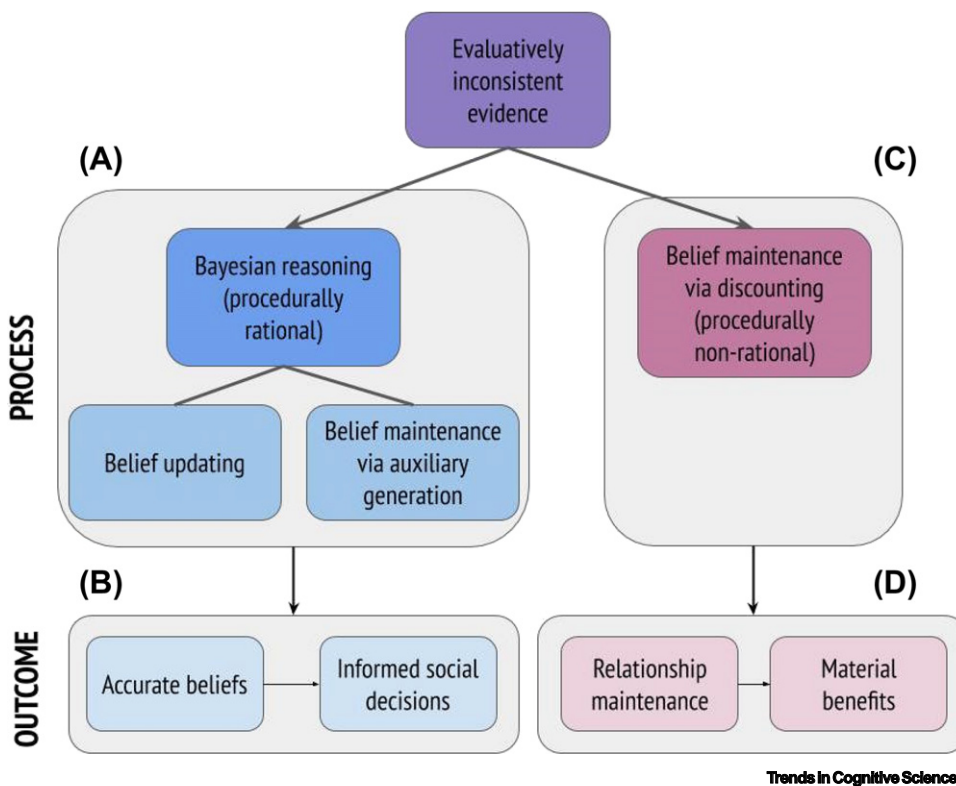 Evaluatively
inconsistent
evidence
(A)
(C)
PROCESS
Bayesian reasoning
(procedurally
rational)
Belief maintenance
via discounting
(procedurally
non-rational)
Belief updating
Belief maintenance
via auxiliary
generation
(B)
(D)
OUTCOME
Accurate beliefs
Informed social
decisions
Relationship
maintenance
Material
benefits
Trends in Cognitive Science